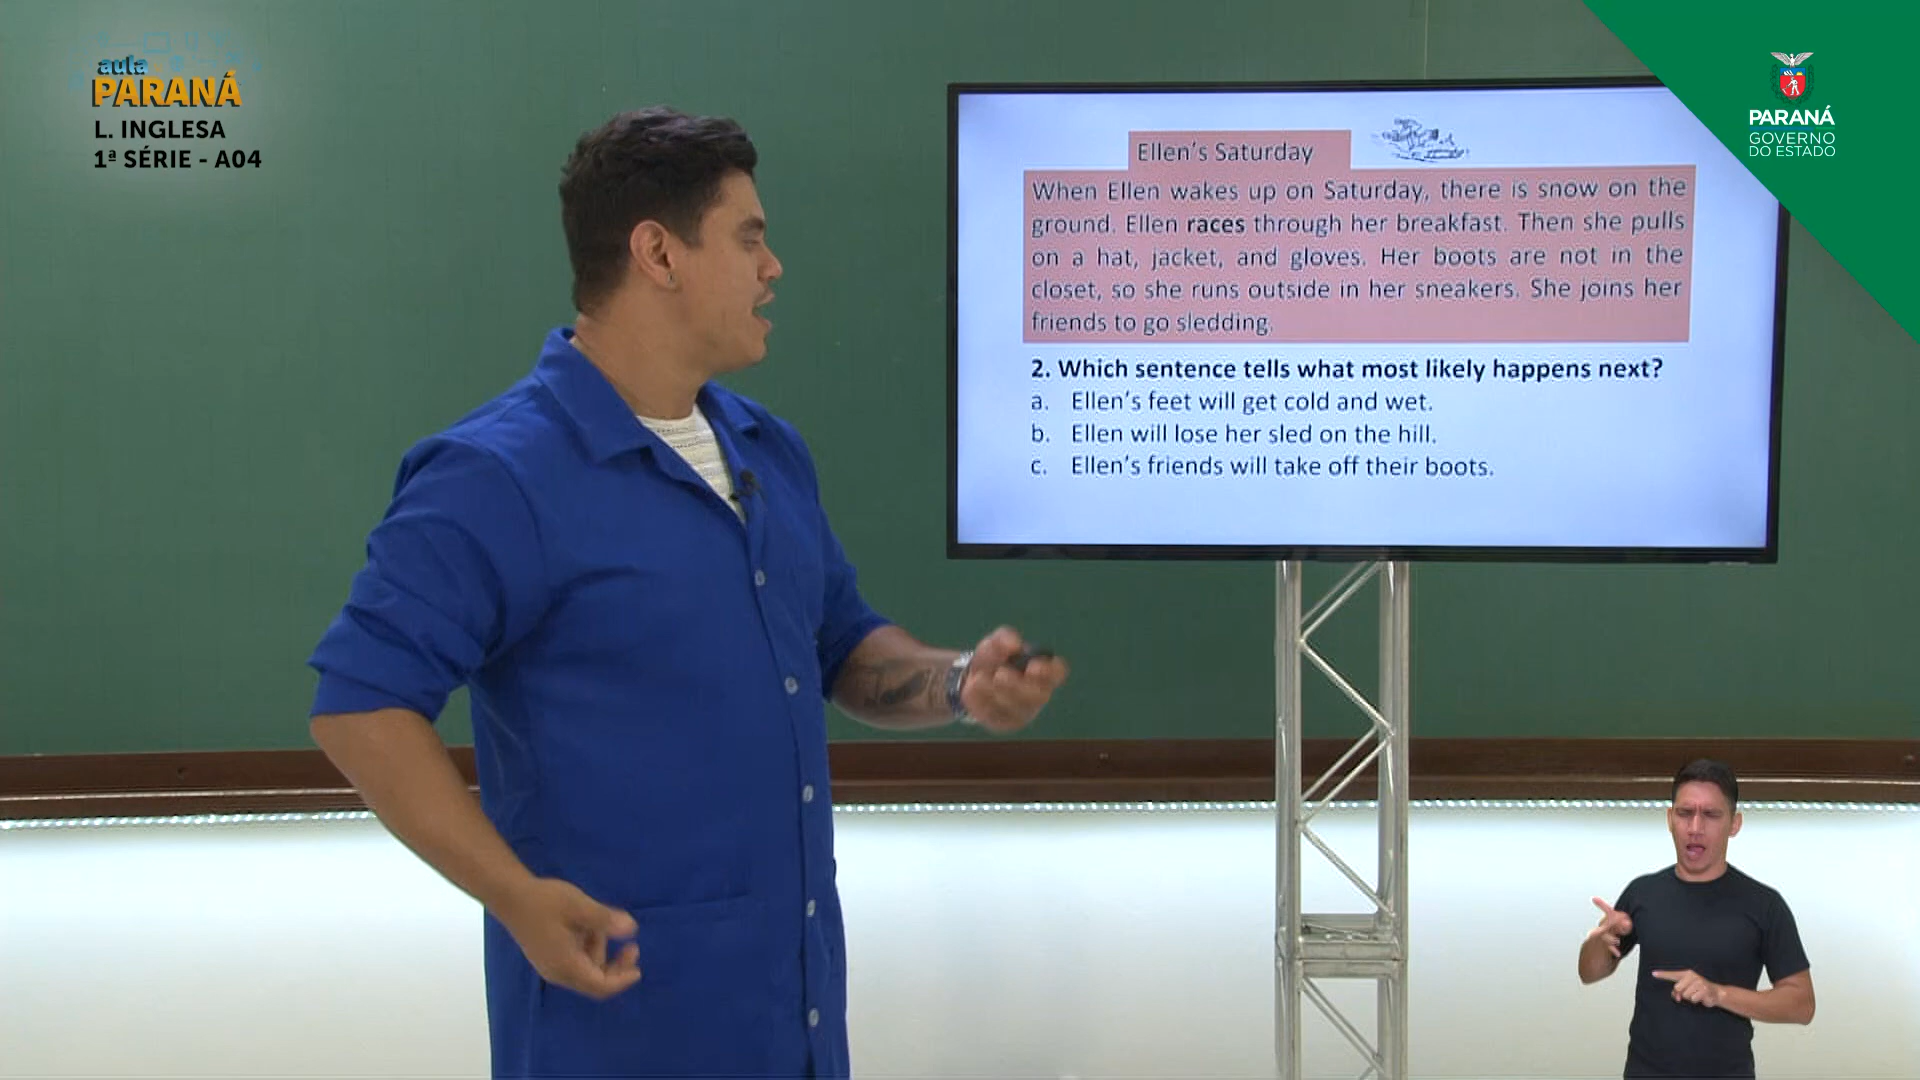 aula
PARANÁ
L. INGLESA
1ª SÉRIE - A04
PARANÁ
GOVERNO
DO ESTADO
Ellen's Saturday
When Ellen wakes up on Saturday, there is snow on the
ground. Ellen races through her breakfast. Then she pulls
on a hat, jacket, and gloves. Her boots are not in the
closet, so she runs outside in her sneakers. She joins her
friends to go sledding.
2. Which sentence tells what most likely happens next?
a. Ellen's feet will get cold and wet.
b. Ellen will lose her sled on the hill.
c. Ellen's friends will take off their boots.